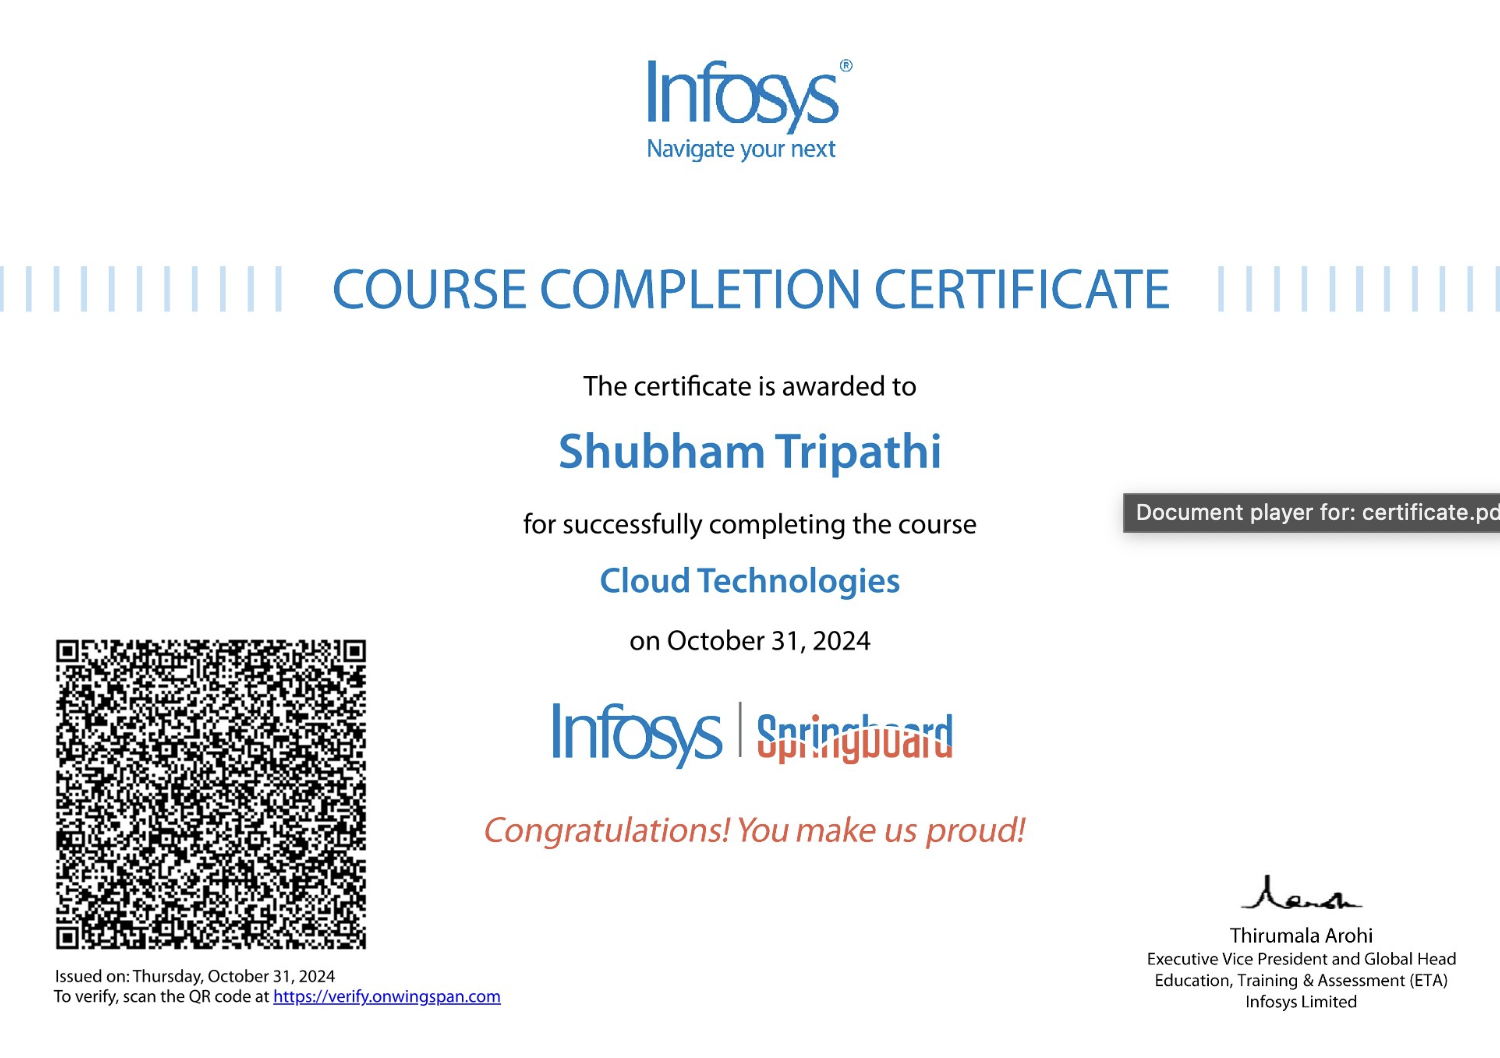 Infosys®
Navigate your next
COURSE COMPLETION CERTIFICATE
The certificate is awarded to
Shubham Tripathi
for successfully completing the course
Document player for: certificate.pd
Cloud Technologies
on October 31, 2024
Infosys | Springboard
Congratulations! You make us proud!
Issued on: Thursday, October 31, 2024
To verify, scan the QR code at https://verify.onwingspan.com
Thirumala Arohi
Executive Vice President and Global Head
Education, Training & Assessment (ETA)
Infosys Limited